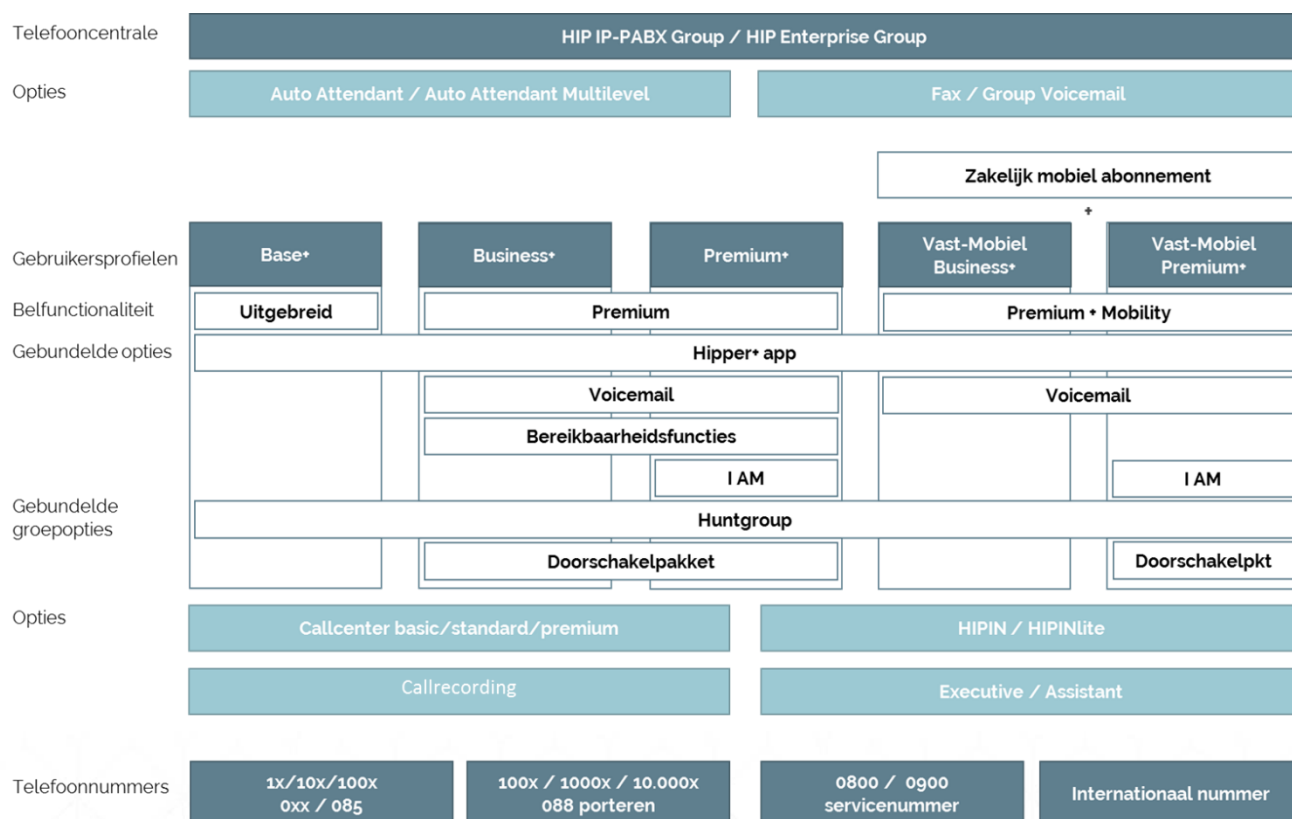 Telefooncentrale
HIP IP-PABX Group / HIP Enterprise Group
Opties
Auto Attendant / Auto Attendant Multilevel
Fax / Group Voicemail
Zakelijk mobiel abonnement
+
Gebruikersprofielen
Base+
Business+
Premium+
Vast-Mobiel
Business+
Vast-Mobiel
Premium+
Belfunctionaliteit
Uitgebreid
Premium
Premium + Mobility
Gebundelde opties
Hipper+ app
Voicemail
Voicemail
Bereikbaarheidsfuncties
I AM
I AM
Gebundelde
groepopties
Huntgroup
Doorschakelpakket
Doorschakelpkt
Opties
Callcenter basic/standard/premium
HIPIN / HIPINlite
Callrecording
Executive / Assistant
Telefoonnummers
1x/10x/100x
0xx / 085
100x / 1000x / 10.000x
088 porteren
0800 / 0900
servicenummer
Internationaal nummer